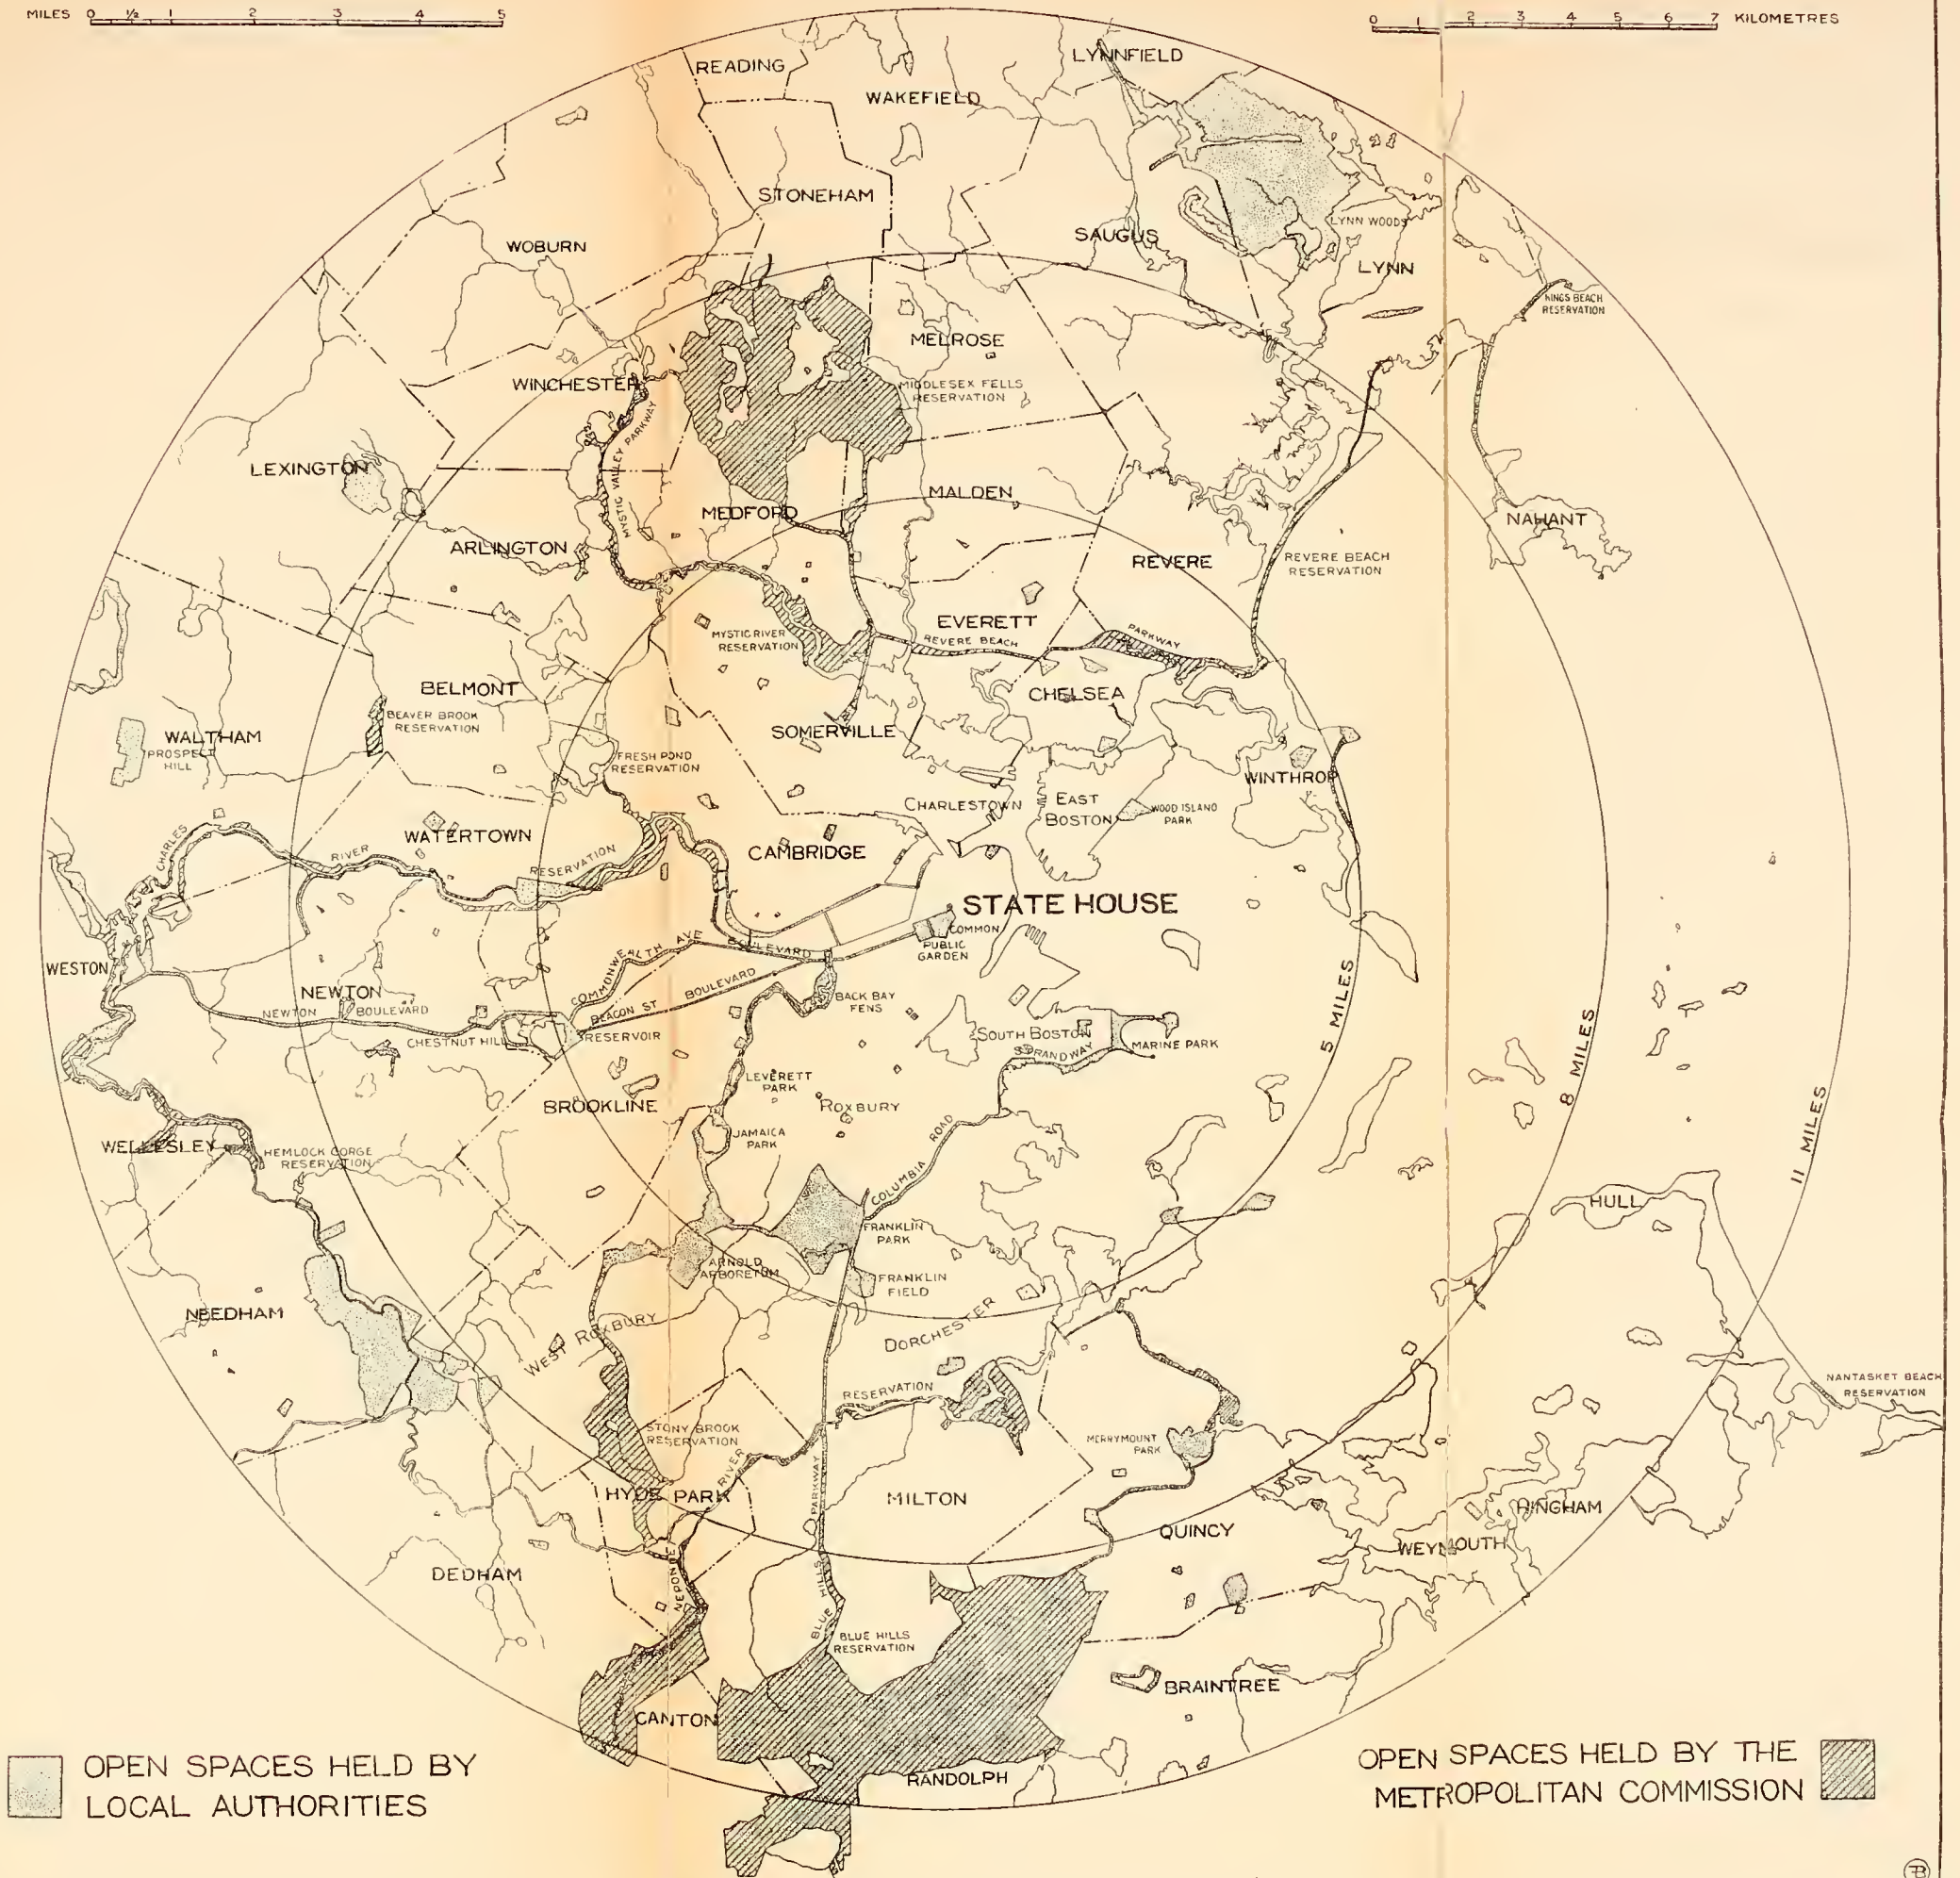 MILES 0 ½ 1 2 3 4 5
0 1 2 3 4 5 6 7 KILOMETRES
READING
LYNNFIELD
WAKEFIELD
STONEHAM
WOBURN
SAUGUS
LYNN WOODS
LYNN
KINGS BEACH
RESERVATION
MELROSE
WINCHESTER
MIDDLESEX FELLS
RESERVATION
MYSTIC VALLEY PARKWAY
LEXINGTON
MALDEN
MEDFORD
NAHANT
ARLINGTON
REVERE
REVERE BEACH
RESERVATION
EVERETT
MYSTIC RIVER
RESERVATION
REVERE BEACH PARKWAY
BELMONT
CHELSEA
BEAVER BROOK
RESERVATION
WALTHAM
PROSPECT
HILL
SOMERVILLE
FRESH POND
RESERVATION
WINTHROP
CHARLESTOWN
EAST
BOSTON
WOOD ISLAND
PARK
WATERTOWN
CAMBRIDGE
CHARLES RIVER RESERVATION
STATE HOUSE
COMMON
PUBLIC
GARDEN
WESTON
COMMONWEALTH AVE BOULEVARD
BEACON ST BOULEVARD
NEWTON
NEWTON BOULEVARD
BACK BAY
FENS
CHESTNUT HILL
RESERVOIR
SOUTH BOSTON
STRANDWAY
MARINE PARK
5 MILES
8 MILES
11 MILES
LEVERETT
PARK
BROOKLINE
ROXBURY
JAMAICA
PARK
COLUMBIA ROAD
WELLESLEY
HEMLOCK GORGE
RESERVATION
HULL
FRANKLIN
PARK
ARNOLD
ARBORETUM
FRANKLIN
FIELD
NEEDHAM
WEST ROXBURY
DORCHESTER
NANTASKET BEACH
RESERVATION
RESERVATION
STONY BROOK
RESERVATION
MERRYMOUNT
PARK
RIVER
HYDE PARK
PARKWAY
MILTON
QUINCY
HINGHAM
WEYMOUTH
DEDHAM
NEPONSET
BLUE HILLS
BLUE HILLS
RESERVATION
BRAINTREE
CANTON
RANDOLPH
OPEN SPACES HELD BY
LOCAL AUTHORITIES
OPEN SPACES HELD BY THE
METROPOLITAN COMMISSION